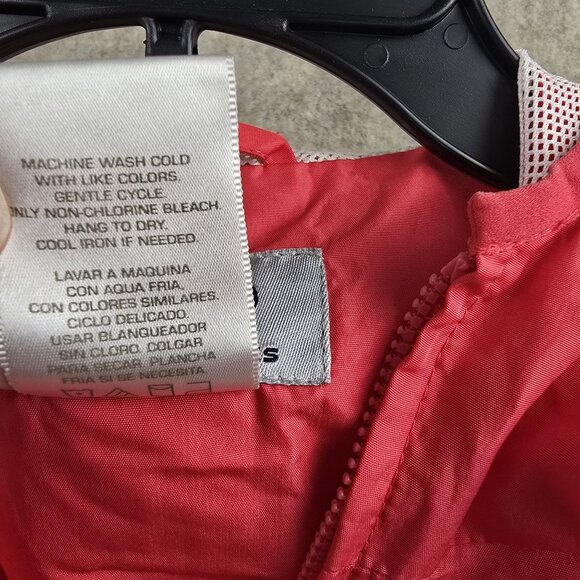 MACHINE WASH COLD
WITH LIKE COLORS.
GENTLE CYCLE.
NLY NON-CHLORINE BLEACH.
HANG TO DRY.
COOL IRON IF NEEDED.
LAVAR A MAQUINA
CON AQUA FRIA,
CON COLORES SIMILARES.
CICLO DELICADO.
USAR BLANQUEADOR
SIN CLORO. COLGAR
PARA SECAR. PLANCHA
FRIA SI SE NECESITA